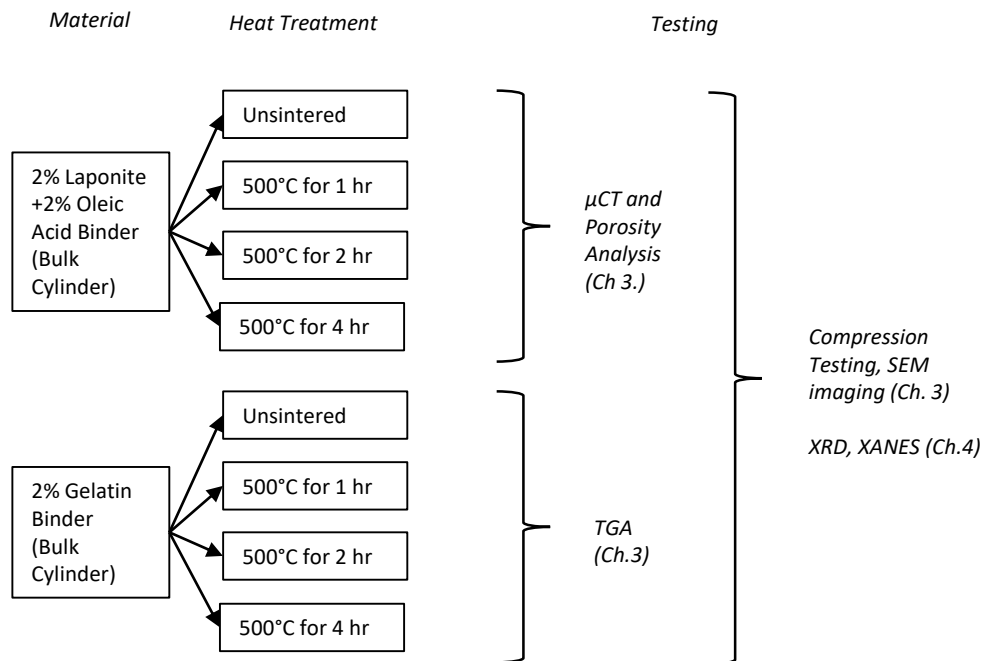 Material
Heat Treatment
Testing
2% Laponite
+2% Oleic
Acid Binder
(Bulk
Cylinder)
Unsintered
500°C for 1 hr
500°C for 2 hr
500°C for 4 hr
µCT and
Porosity
Analysis
(Ch 3.)
2% Gelatin
Binder
(Bulk
Cylinder)
Unsintered
500°C for 1 hr
500°C for 2 hr
500°C for 4 hr
TGA
(Ch.3)
Compression
Testing, SEM
imaging (Ch. 3)
XRD, XANES (Ch.4)